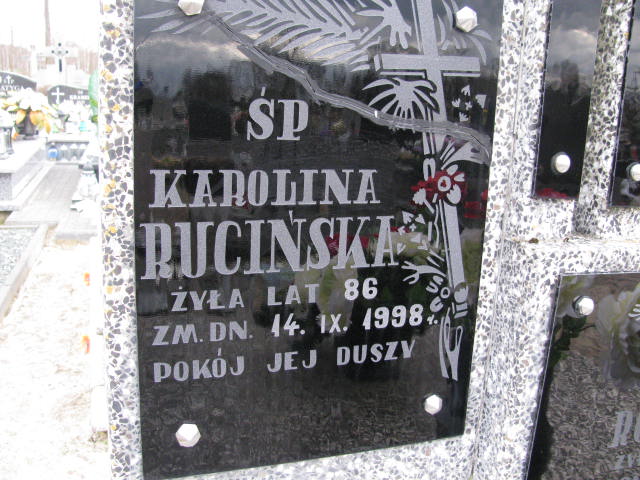 ŚP
KAROLINA
RUCIŃSKA
ŻYŁA LAT 86
ZM. DN. 14. IX. 1998 r.
POKÓJ JEJ DUSZY